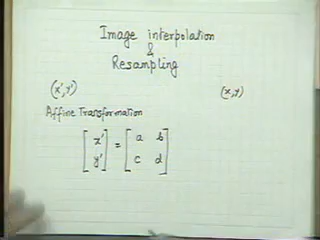 Image interpolation
&
Resampling
(x', y') (x, y)
Affine Transformation
[x'] = [a b]
[y'] [c d]